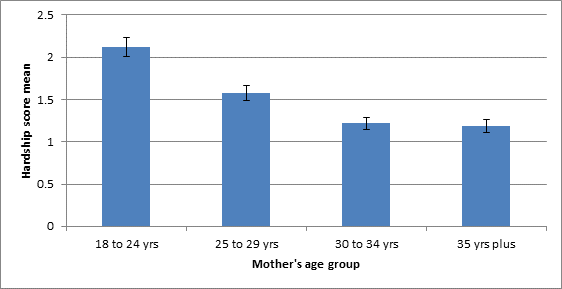 2.5
2
1.5
1
0.5
0
Hardship score mean
18 to 24 yrs
25 to 29 yrs
30 to 34 yrs
35 yrs plus
Mother's age group